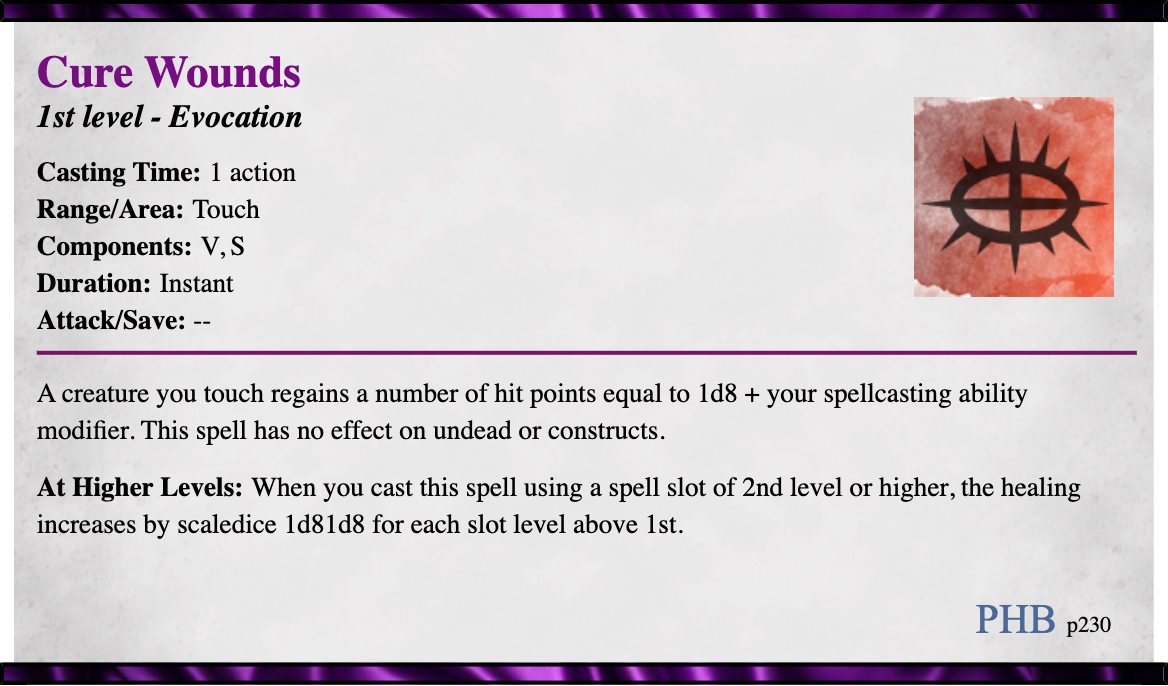 Cure Wounds
1st level - Evocation
Casting Time: 1 action
Range/Area: Touch
Components: V, S
Duration: Instant
Attack/Save: --
A creature you touch regains a number of hit points equal to 1d8 + your spellcasting ability
modifier. This spell has no effect on undead or constructs.
At Higher Levels: When you cast this spell using a spell slot of 2nd level or higher, the healing
increases by scaledice 1d81d8 for each slot level above 1st.
PHB p230